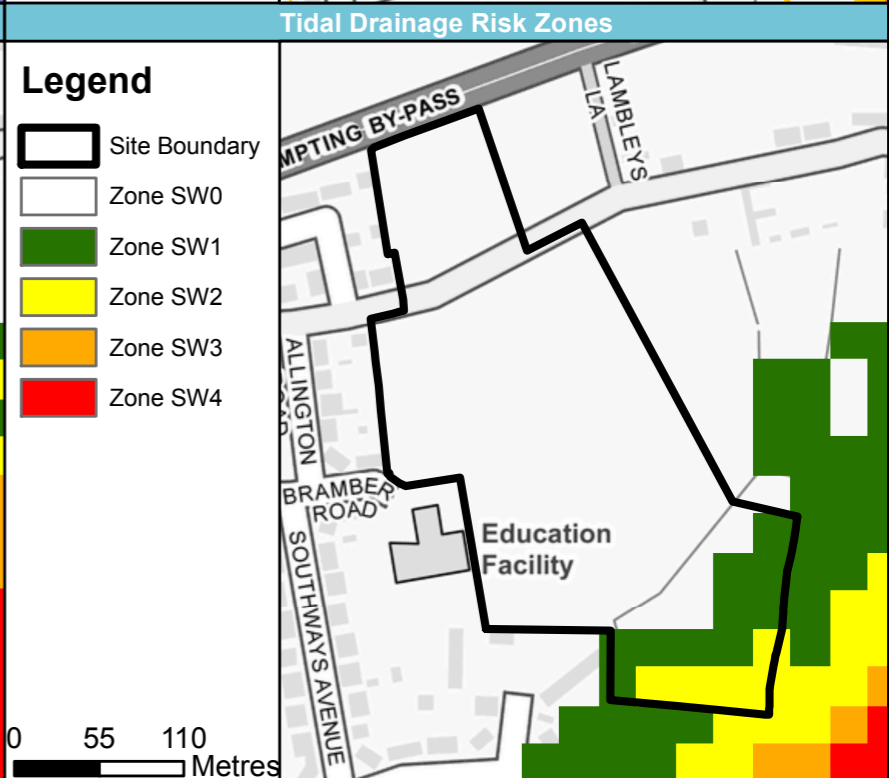 Tidal Drainage Risk Zones
Legend
Site Boundary
Zone SW0
Zone SW1
Zone SW2
Zone SW3
Zone SW4
0 55 110
Metres
MPTING BY-PASS
LAMBLEYS
LA
ALLINGTON
BRAMBER
ROAD
Education
Facility
SOUTHWAYS AVENUE